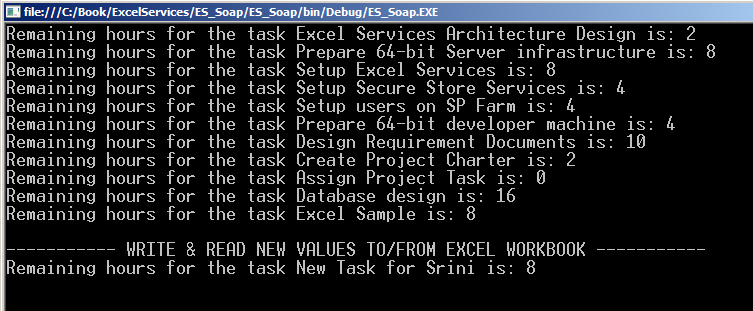 file:///C:/Book/ExcelServices/ES_Soap/ES_Soap/bin/Debug/ES_Soap.EXE
Remaining hours for the task Excel Services Architecture Design is: 2
Remaining hours for the task Prepare 64-bit Server infrastructure is: 8
Remaining hours for the task Setup Excel Services is: 8
Remaining hours for the task Setup Secure Store Services is: 4
Remaining hours for the task Setup users on SP Farm is: 4
Remaining hours for the task Prepare 64-bit developer machine is: 4
Remaining hours for the task Design Requirement Documents is: 10
Remaining hours for the task Create Project Charter is: 2
Remaining hours for the task Assign Project Task is: 0
Remaining hours for the task Database design is: 16
Remaining hours for the task Excel Sample is: 8
----------- WRITE & READ NEW VALUES TO/FROM EXCEL WORKBOOK -----------
Remaining hours for the task New Task for Srini is: 8